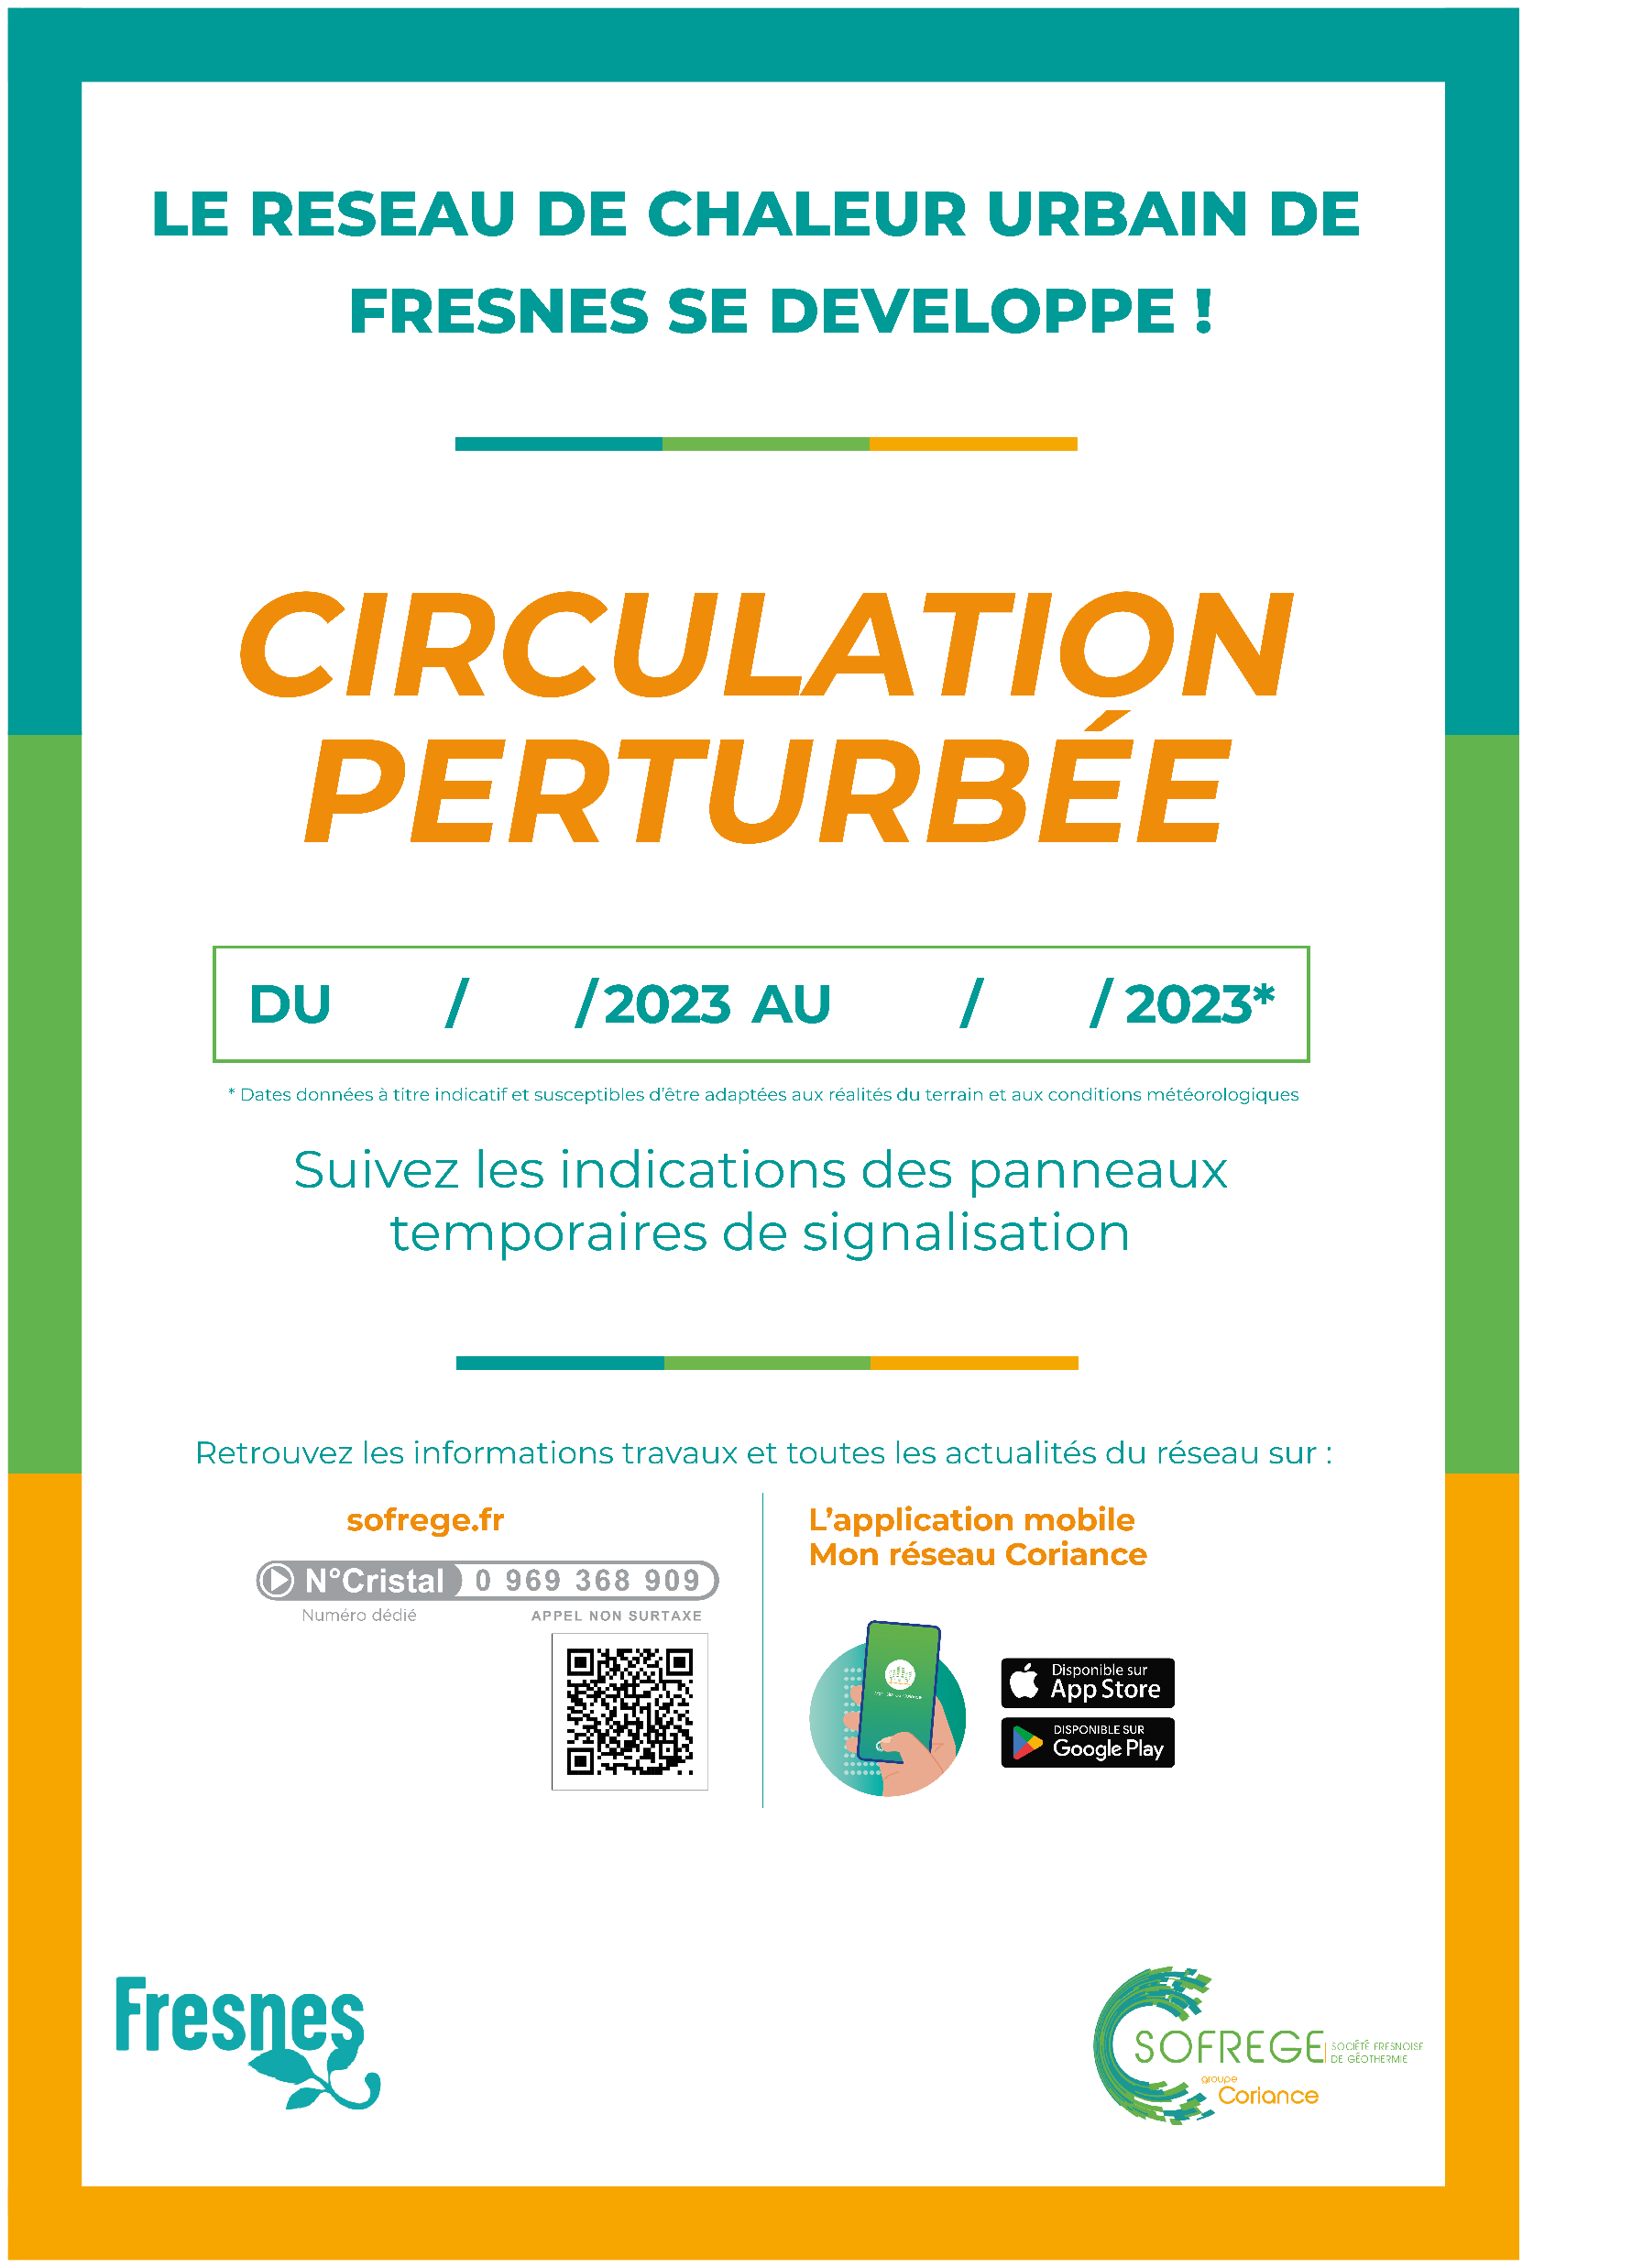 LE RESEAU DE CHALEUR URBAIN DE
FRESNES SE DEVELOPPE !
CIRCULATION
PERTURBÉE
DU / /2023 AU / / 2023*
* Dates données à titre indicatif et susceptibles d'être adaptées aux réalités du terrain et aux conditions météorologiques
Suivez les indications des panneaux
temporaires de signalisation
Retrouvez les informations travaux et toutes les actualités du réseau sur :
sofrege.fr
N°Cristal 0 969 368 909
Numéro dédié APPEL NON SURTAXE
L'application mobile
Mon réseau Coriance
Disponible sur
App Store
DISPONIBLE SUR
Google Play
Fresnes
SOFREGE
SOCIÉTÉ FRESNOISE
DE GÉOTHERMIE
groupe
Coriance